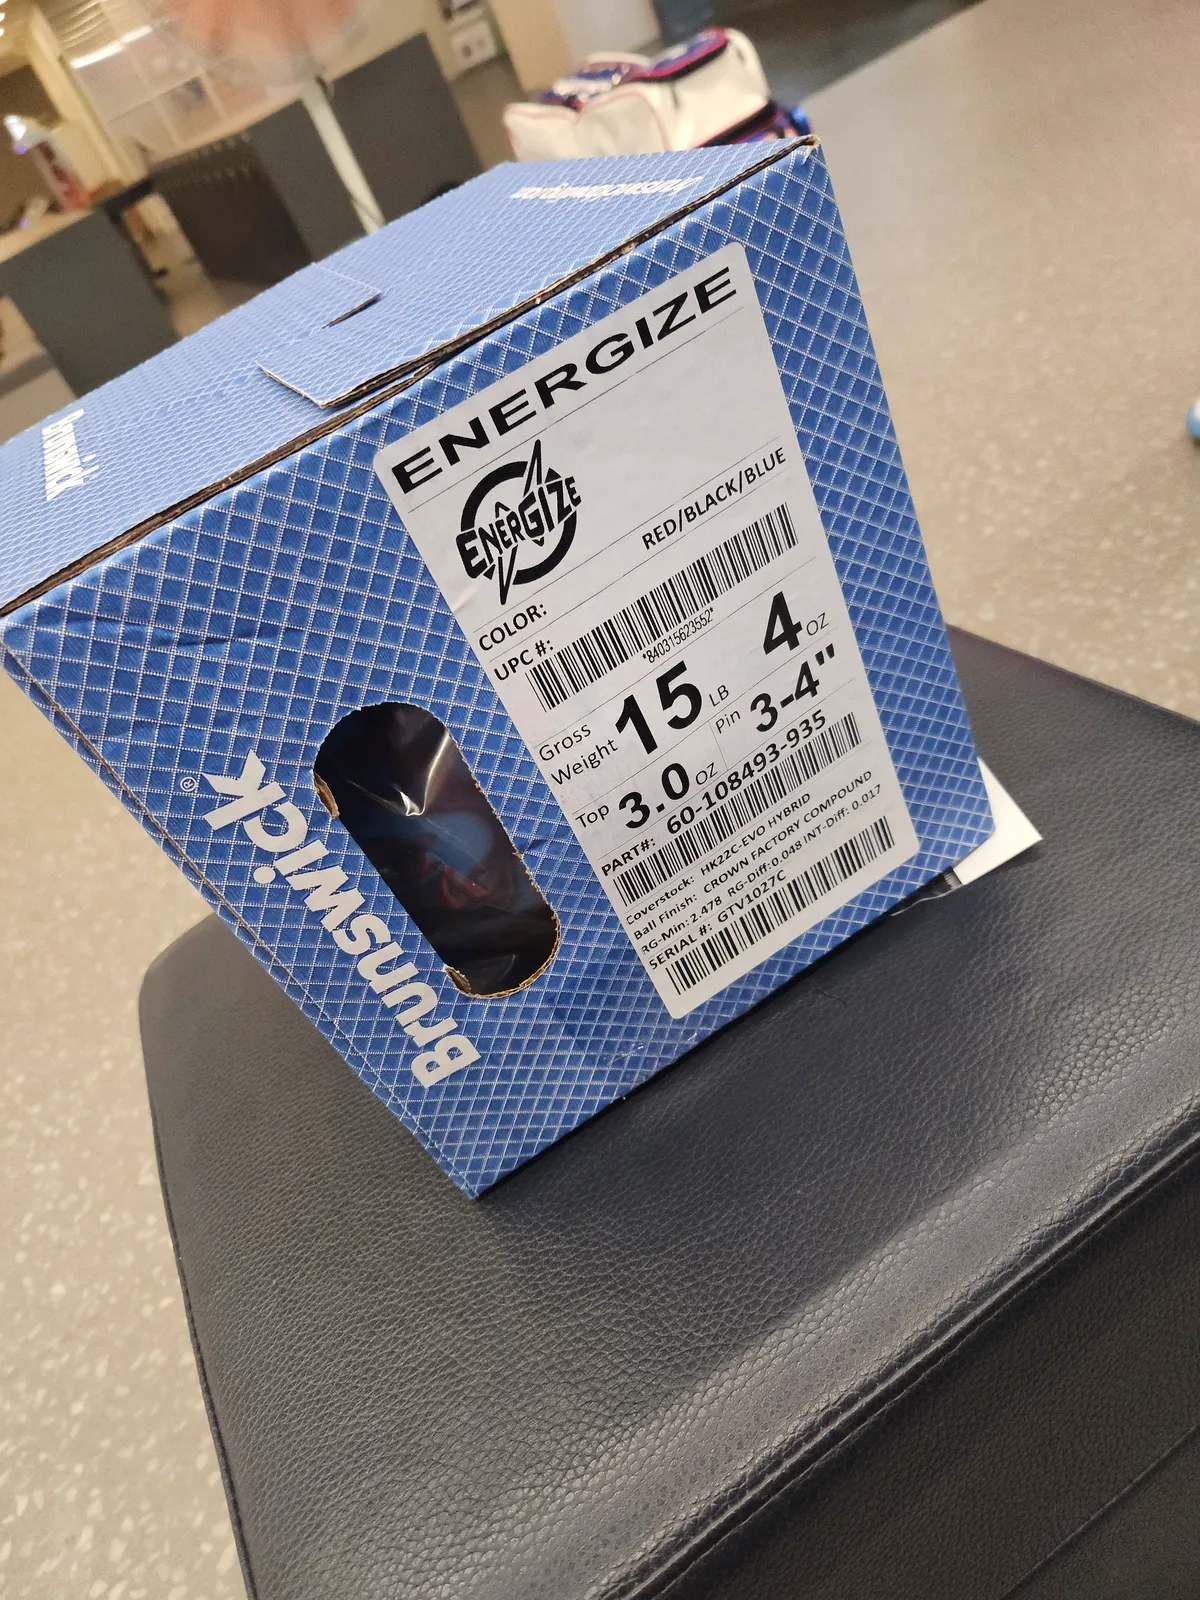 Brunswick
ENERGIZE
ENERGIZE
COLOR: RED/BLACK/BLUE
UPC #:
*840315623552*
Gross Weight 15 LB 4 OZ
Top 3.0 OZ Pin 3-4"
PART#: 60-108493-935
Coverstock: HK22C-EVO HYBRID
Ball Finish: CROWN FACTORY COMPOUND
RG-Min: 2.478 RG-Diff: 0.048 INT-Diff: 0.017
SERIAL #: GTV1027C
Brunswick®